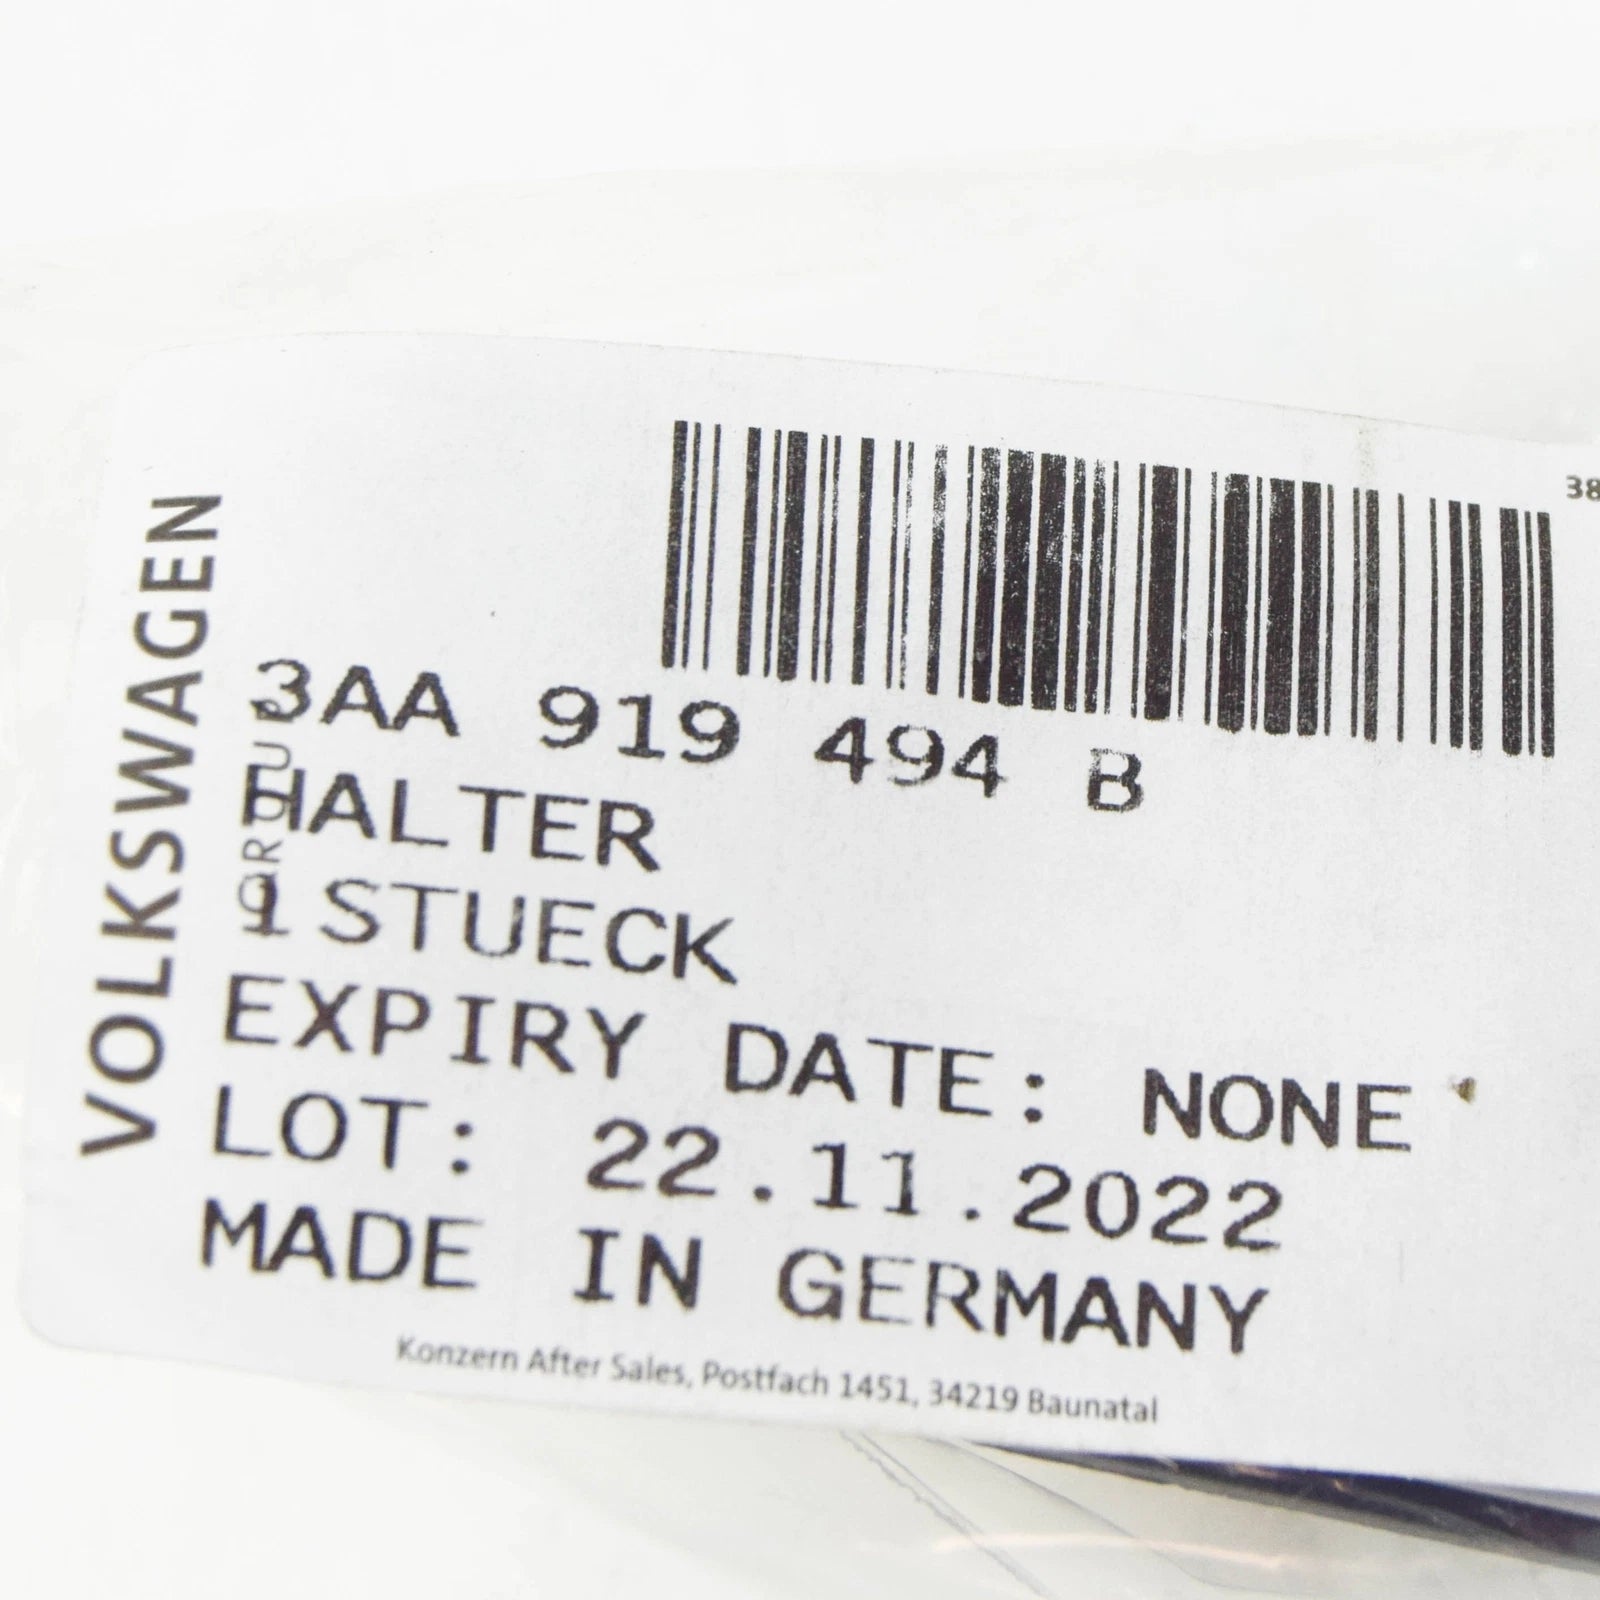 VOLKSWAGEN
3AA 919 494 B
HALTER
1STUECK
EXPIRY DATE: NONE
LOT: 22.11.2022
MADE IN GERMANY
Konzern After Sales, Postfach 1451, 34219 Baunatal